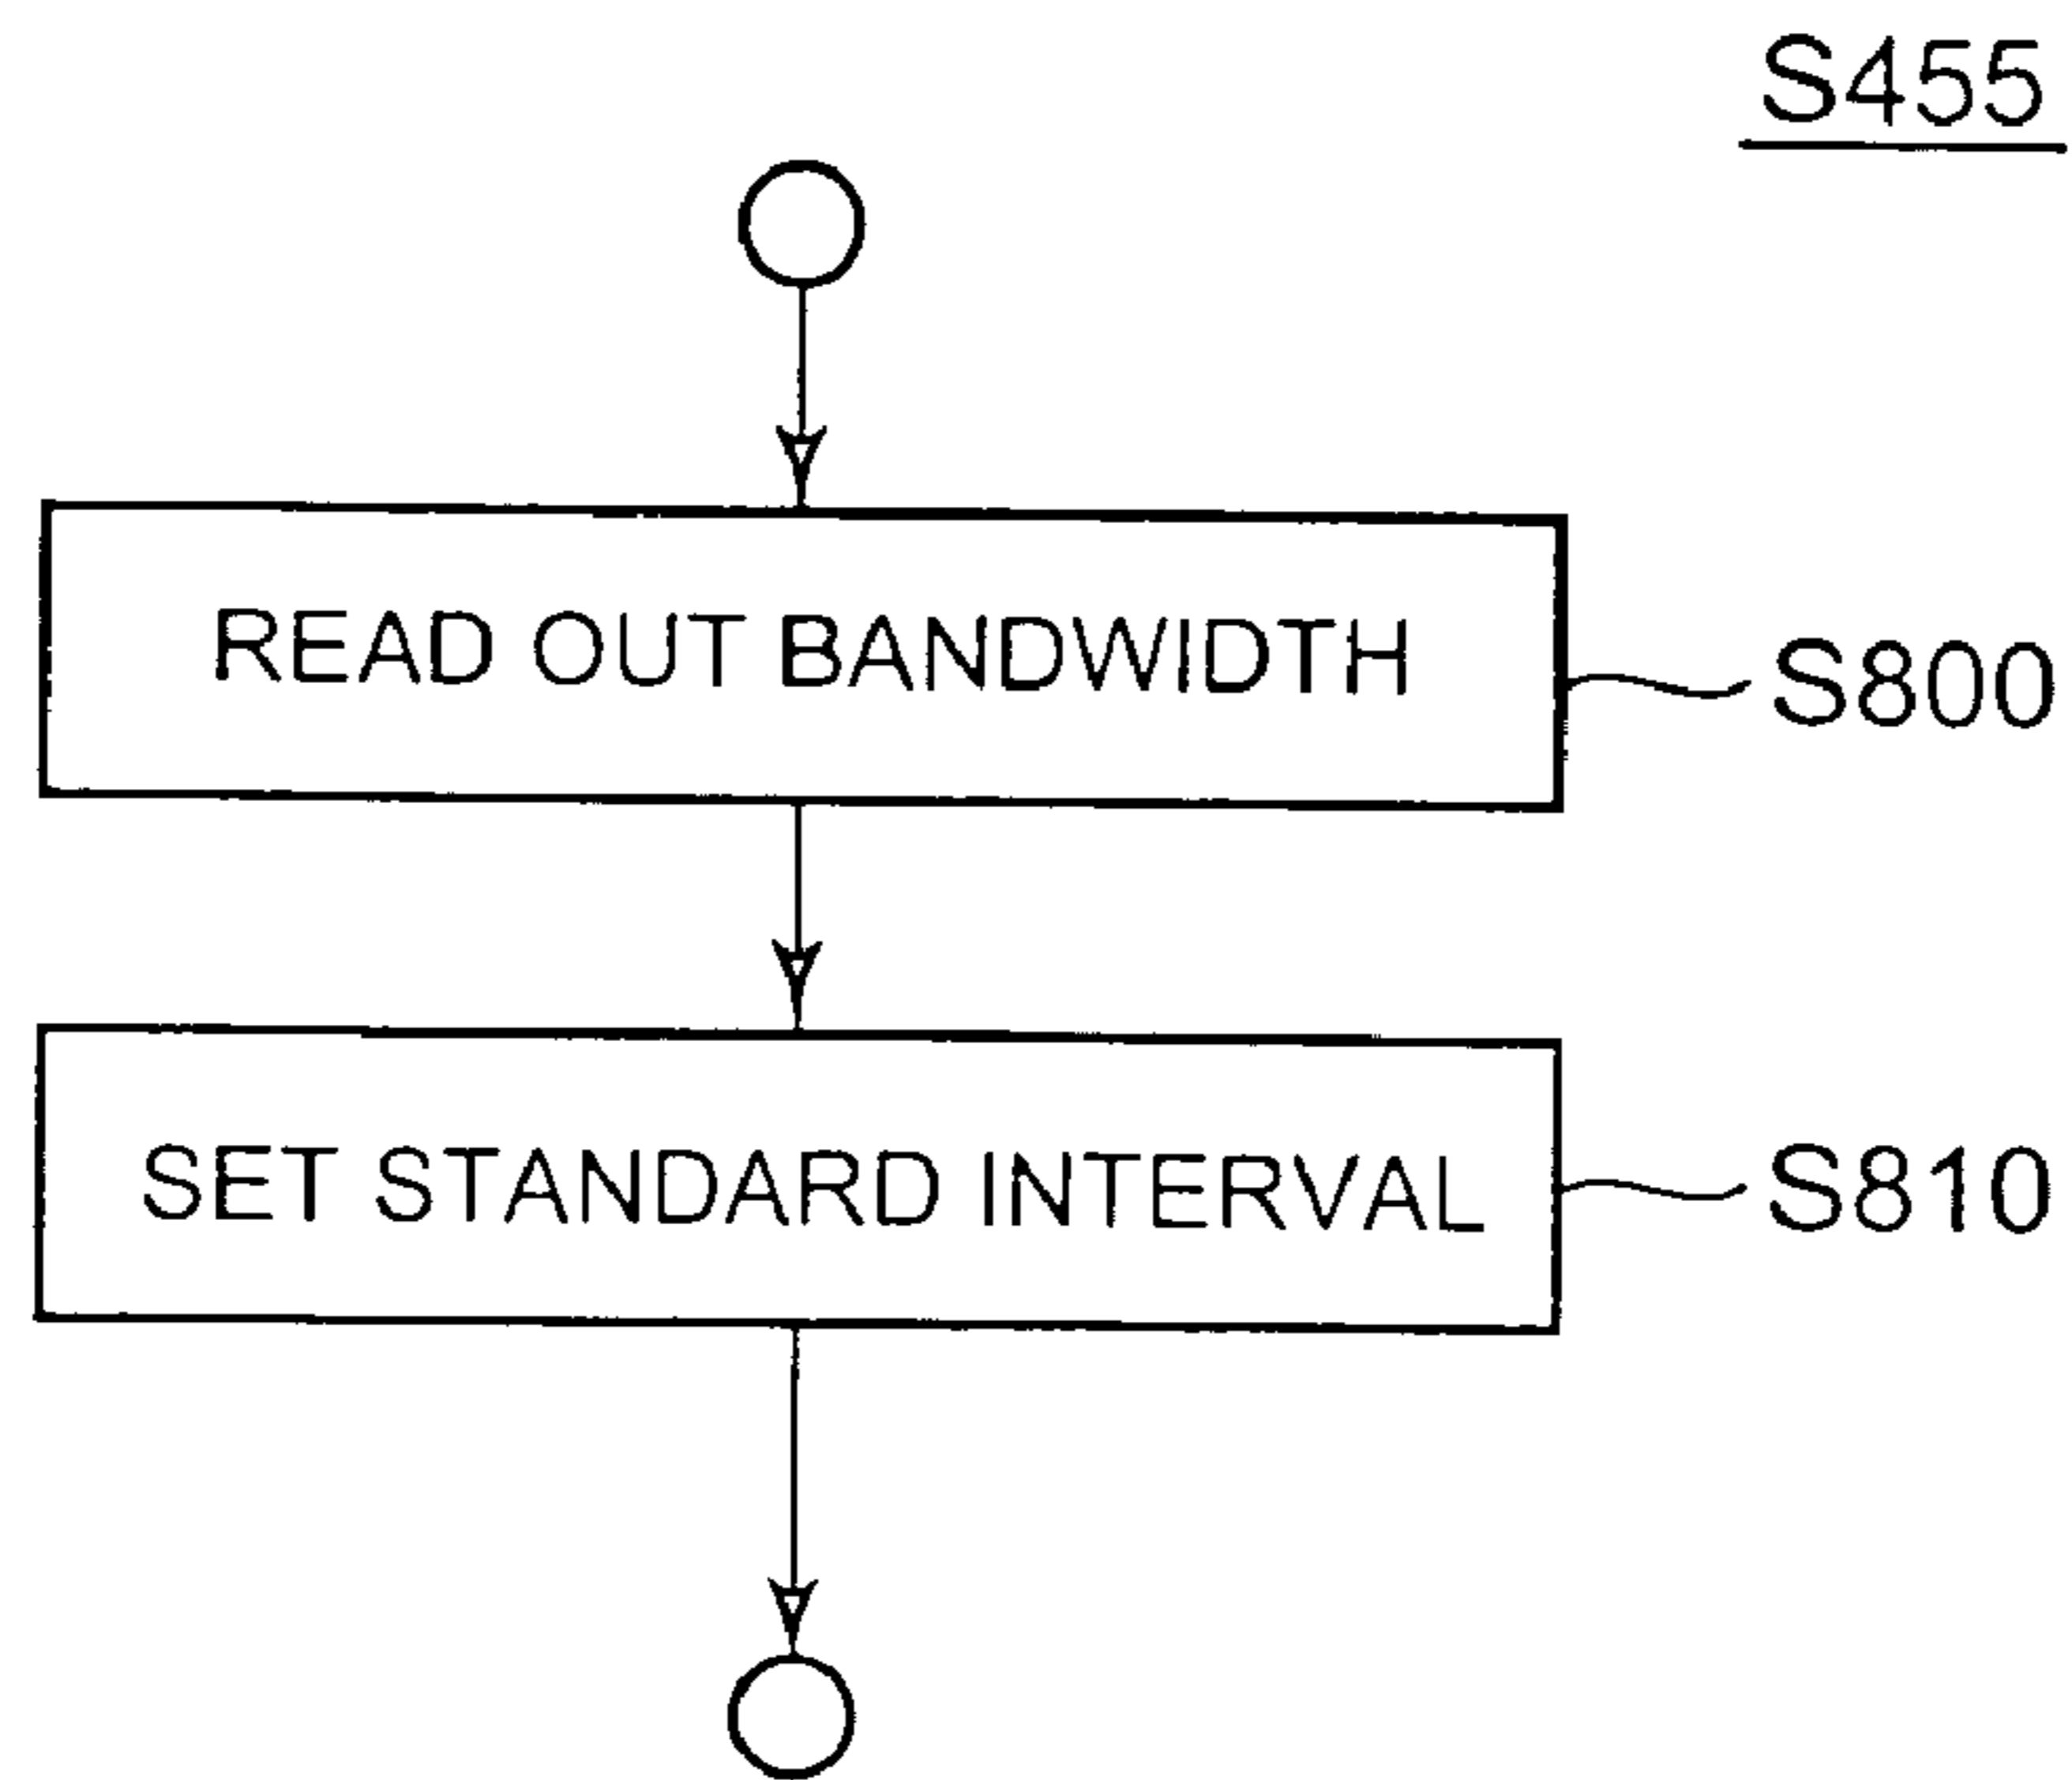 S455
READ OUT BANDWIDTH
S800
SET STANDARD INTERVAL
S810